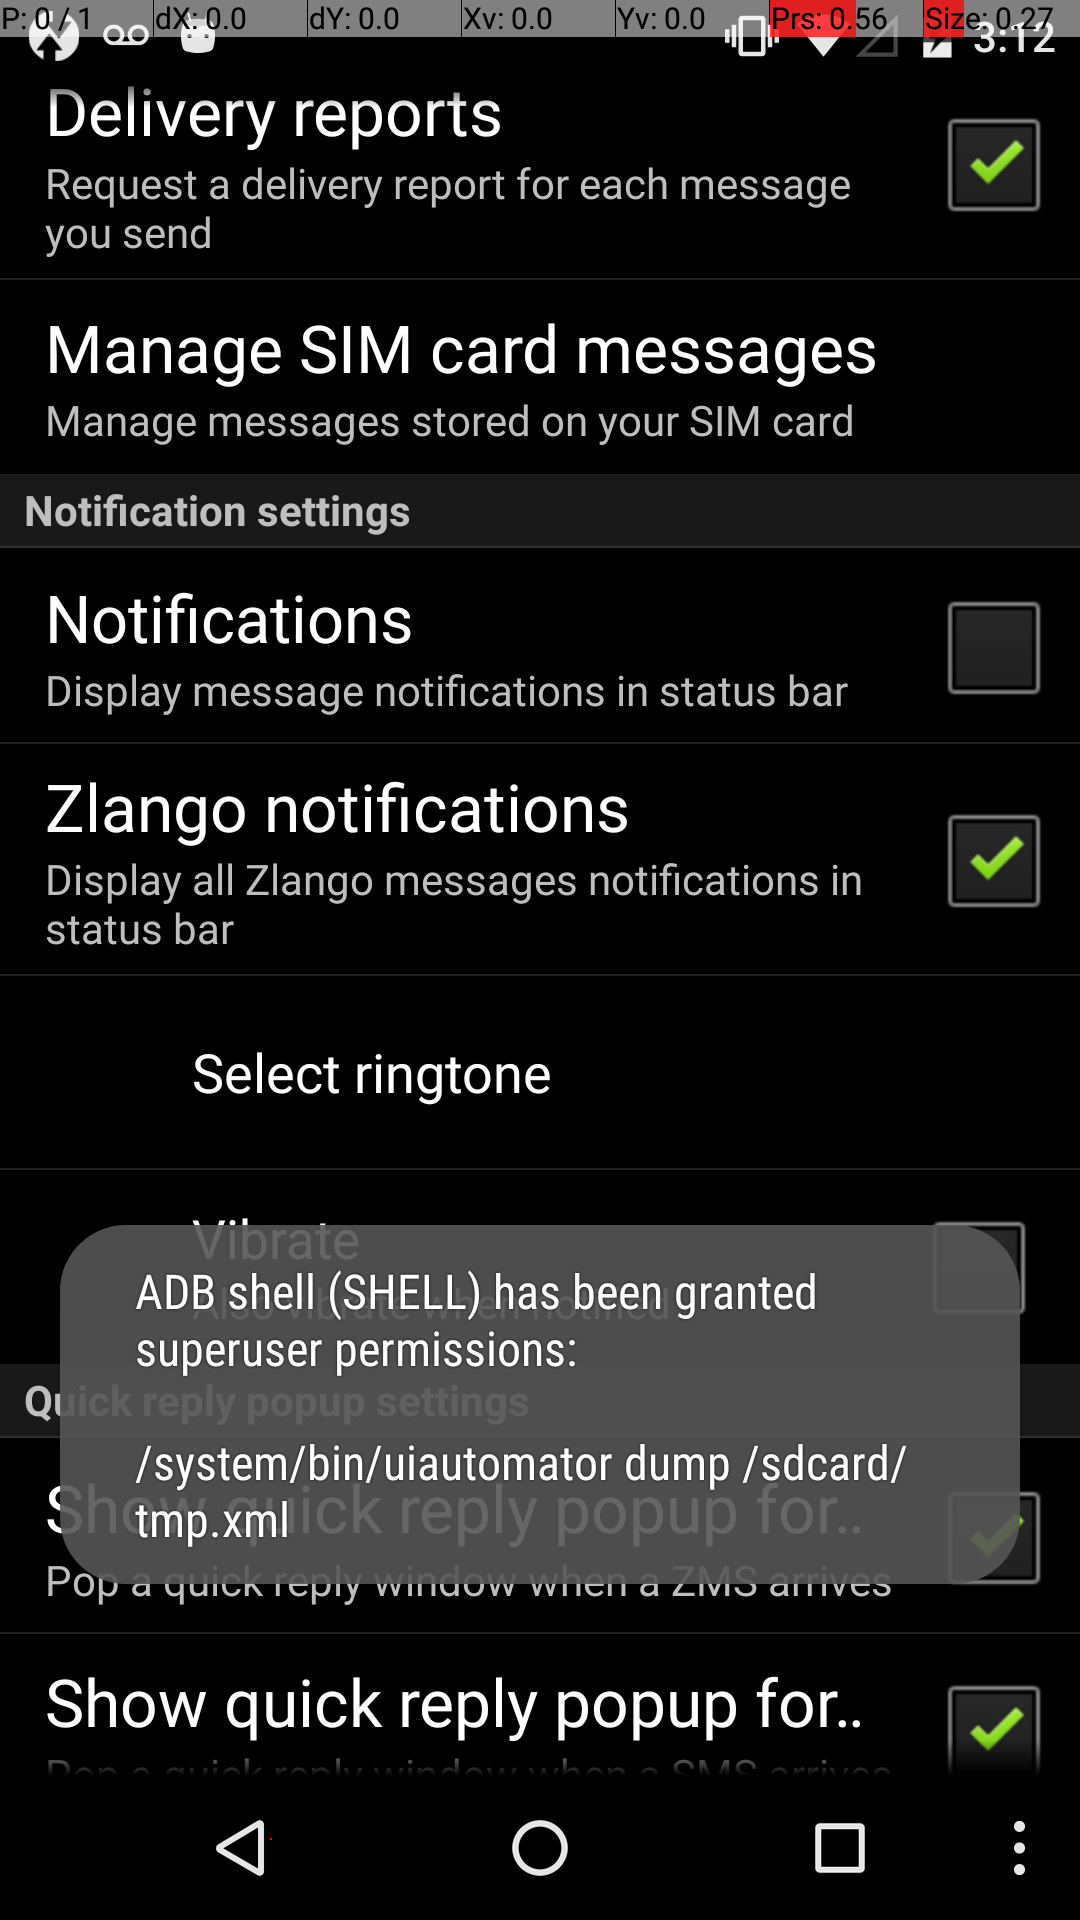 P: 0 / 1 dX: 0.0 dY: 0.0 Xv: 0.0 Yv: 0.0 Prs: 0.56 Size: 0.27
3:12
Delivery reports
Request a delivery report for each message
you send
Manage SIM card messages
Manage messages stored on your SIM card
Notification settings
Notifications
Display message notifications in status bar
Zlango notifications
Display all Zlango messages notifications in
status bar
Select ringtone
Vibrate
Also vibrate when notified
ADB shell (SHELL) has been granted
superuser permissions:
/system/bin/uiautomator dump /sdcard/
tmp.xml
Quick reply popup settings
Show quick reply popup for..
Pop a quick reply window when a ZMS arrives
Show quick reply popup for..
Pop a quick reply window when a SMS arrives